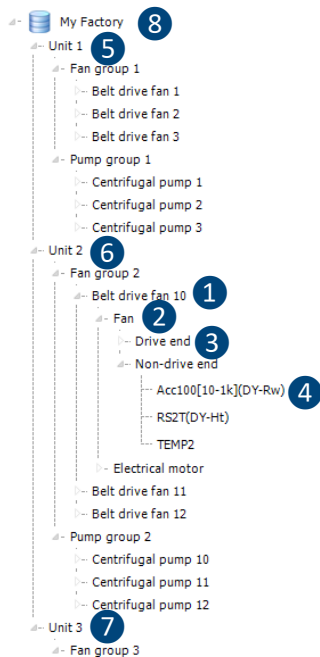 My Factory 8
Unit 1 5
Fan group 1
Belt drive fan 1
Belt drive fan 2
Belt drive fan 3
Pump group 1
Centrifugal pump 1
Centrifugal pump 2
Centrifugal pump 3
Unit 2 6
Fan group 2
Belt drive fan 10 1
Fan 2
Drive end 3
Non-drive end
Acc100[10-1k](DY-Rw) 4
RS2T(DY-Ht)
TEMP2
Electrical motor
Belt drive fan 11
Belt drive fan 12
Pump group 2
Centrifugal pump 10
Centrifugal pump 11
Centrifugal pump 12
Unit 3 7
Fan group 3